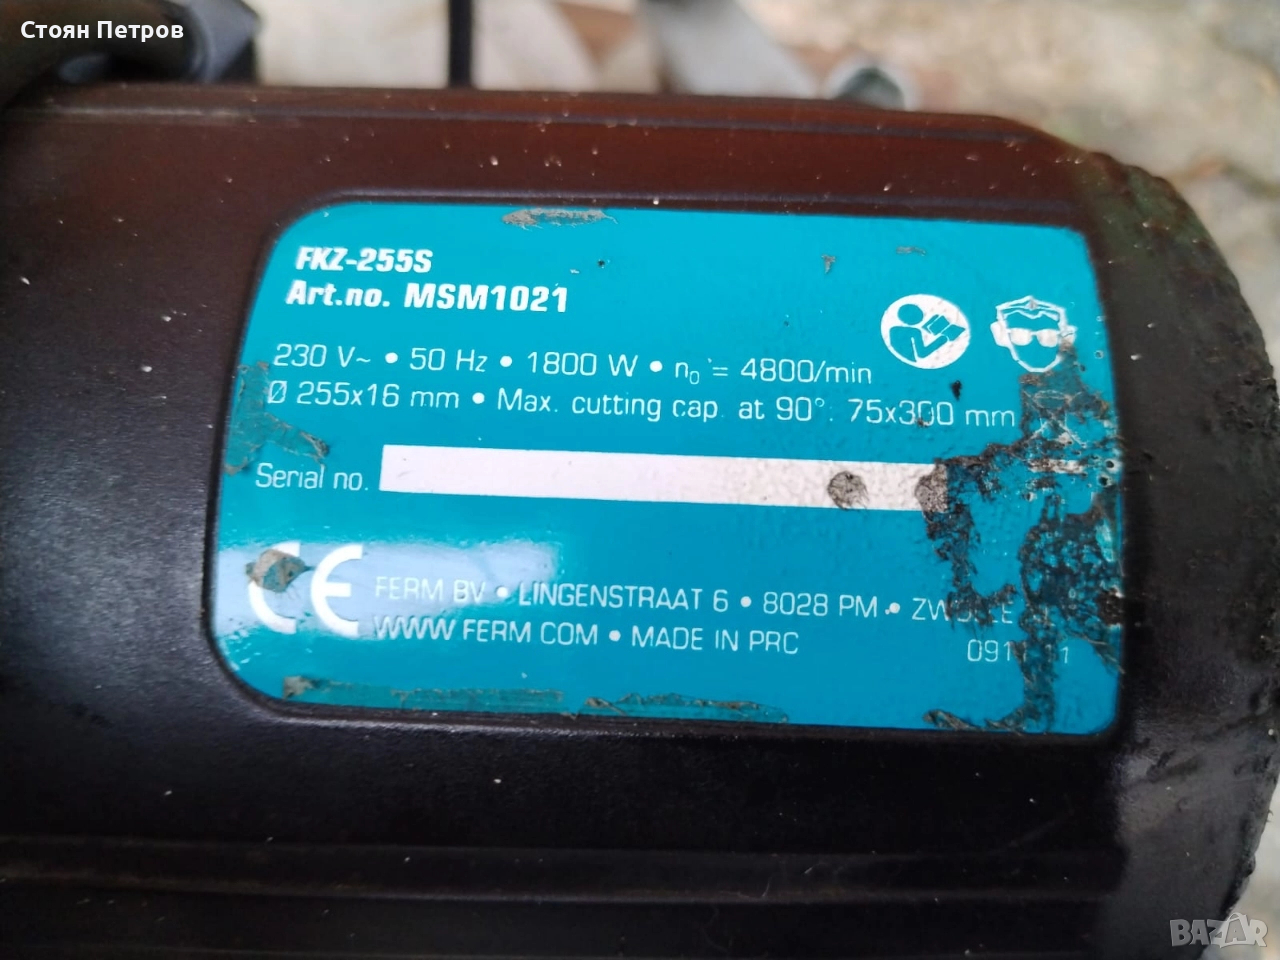 Стоян Петров
FKZ-255S
Art.no. MSM1021
230 V~ • 50 Hz • 1800 W • n₀ = 4800/min
Ø 255x16 mm • Max. cutting cap. at 90°: 75x300 mm
Serial no.
CE
FERM BV • LINGENSTRAAT 6 • 8028 PM •
WWW.FERM.COM • MADE IN PRC
BAZAR